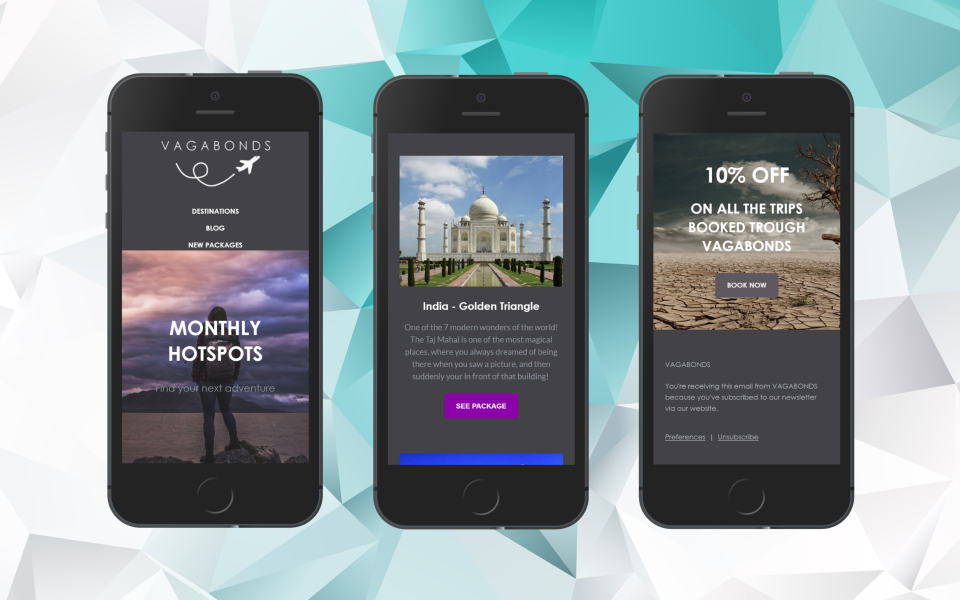 VAGABONDS
DESTINATIONS
BLOG
NEW PACKAGES
MONTHLY
HOTSPOTS
Find your next adventure
India - Golden Triangle
One of the 7 modern wonders of the world!
The Taj Mahal is one of the most magical
places, where you always dreamed of being
there when you saw a picture, and then
suddenly your in front of that building!
SEE PACKAGE
10% OFF
ON ALL THE TRIPS
BOOKED TROUGH
VAGABONDS
BOOK NOW
VAGABONDS
You're receiving this email from VAGABONDS
because you've subscribed to our newsletter
via our website.
Preferences | Unsubscribe